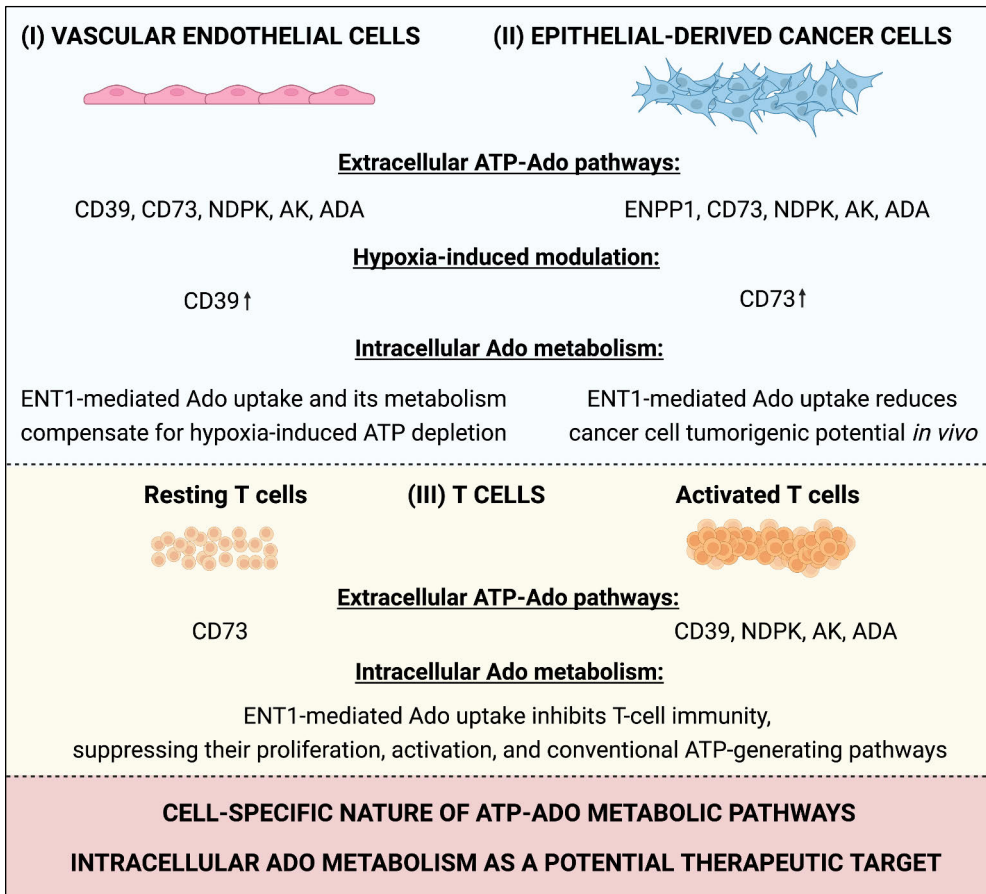 (I) VASCULAR ENDOTHELIAL CELLS
(II) EPITHELIAL-DERIVED CANCER CELLS
Extracellular ATP-Ado pathways:
CD39, CD73, NDPK, AK, ADA
ENPP1, CD73, NDPK, AK, ADA
Hypoxia-induced modulation:
CD39↑
CD73↑
Intracellular Ado metabolism:
ENT1-mediated Ado uptake and its metabolism
compensate for hypoxia-induced ATP depletion
ENT1-mediated Ado uptake reduces
cancer cell tumorigenic potential in vivo
Resting T cells
(III) T CELLS
Activated T cells
Extracellular ATP-Ado pathways:
CD73
CD39, NDPK, AK, ADA
Intracellular Ado metabolism:
ENT1-mediated Ado uptake inhibits T-cell immunity,
suppressing their proliferation, activation, and conventional ATP-generating pathways
CELL-SPECIFIC NATURE OF ATP-ADO METABOLIC PATHWAYS
INTRACELLULAR ADO METABOLISM AS A POTENTIAL THERAPEUTIC TARGET